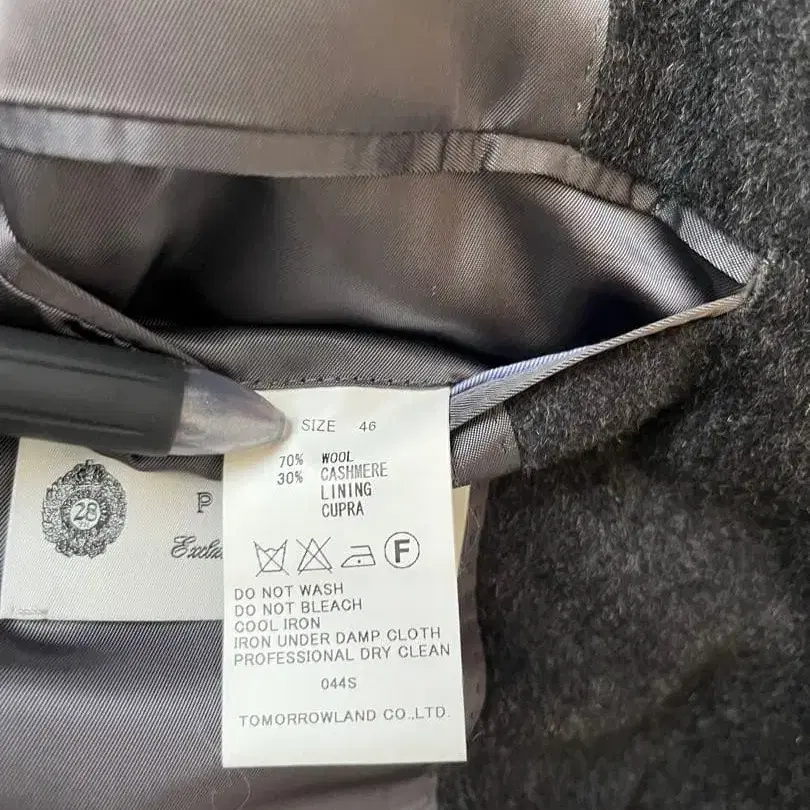 SIZE 46
70% WOOL
30% CASHMERE
LINING
CUPRA
28
P
F
DO NOT WASH
DO NOT BLEACH
COOL IRON
IRON UNDER DAMP CLOTH
PROFESSIONAL DRY CLEAN
044S
TOMORROWLAND CO.,LTD.